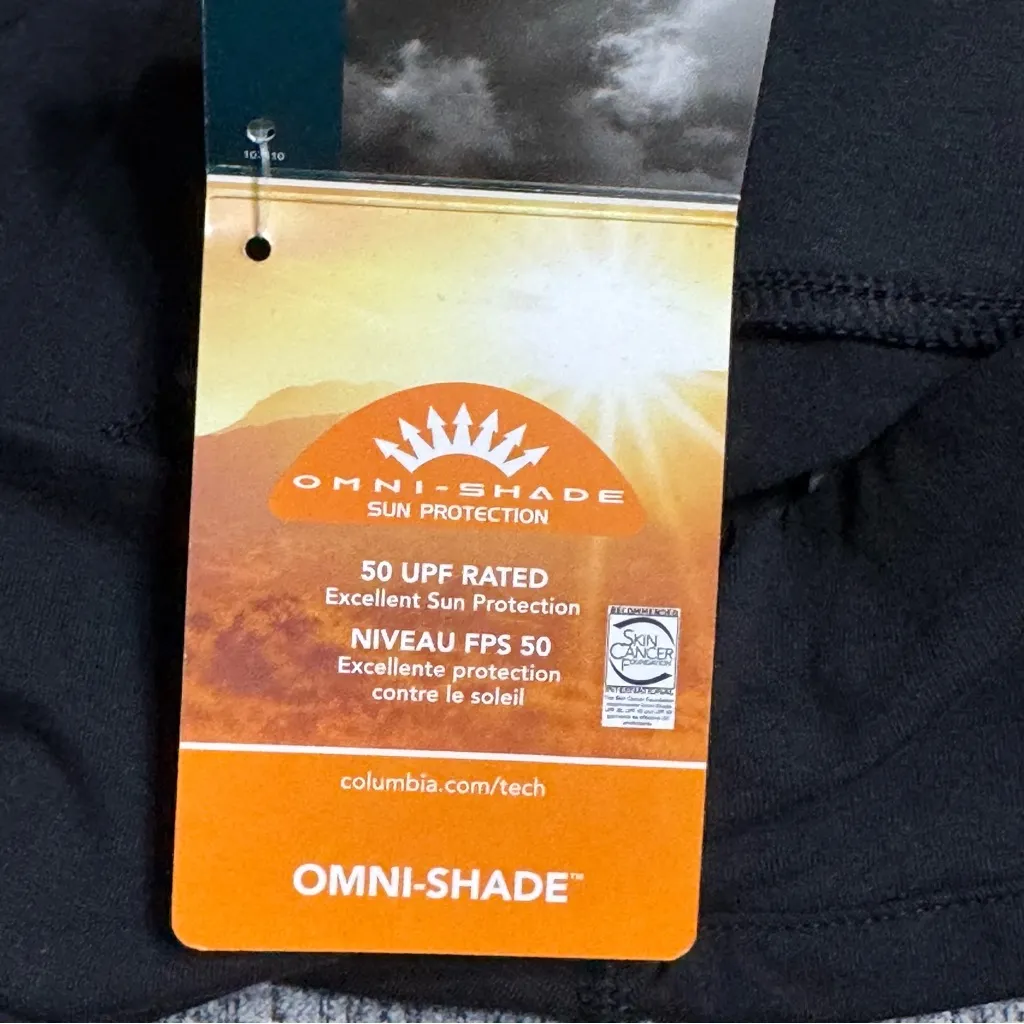 OMNI-SHADE
SUN PROTECTION
50 UPF RATED
Excellent Sun Protection
NIVEAU FPS 50
Excellente protection
contre le soleil
RECOMMENDED
SKIN
CANCER
FOUNDATION
INTERNATIONAL
columbia.com/tech
OMNI-SHADE™